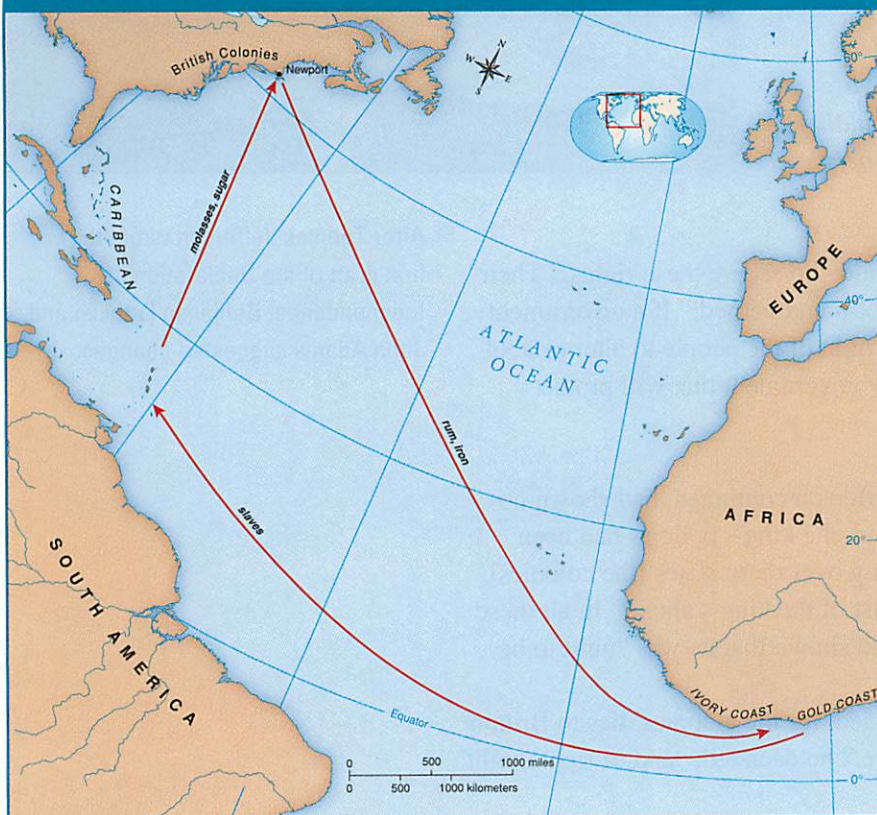 British Colonies
Newport
N
W
E
S
60°
CARIBBEAN
molasses, sugar
EUROPE
40°
ATLANTIC
OCEAN
rum, iron
slaves
AFRICA
20°
SOUTH AMERICA
IVORY COAST
GOLD COAST
Equator
0 500 1000 miles
0 500 1000 kilometers
0°